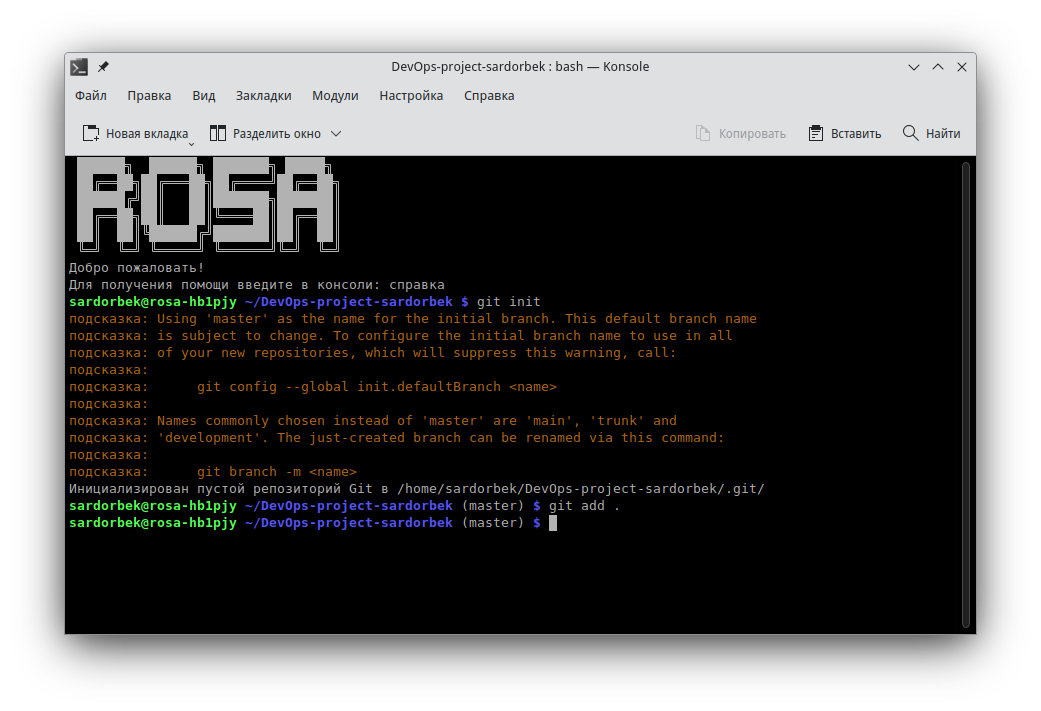 DevOps-project-sardorbek : bash — Konsole
Файл Правка Вид Закладки Модули Настройка Справка
Новая вкладка Разделить окно Копировать Вставить Найти
ROSA
Добро пожаловать!
Для получения помощи введите в консоли: справка
sardorbek@rosa-hb1pjy ~/DevOps-project-sardorbek $ git init
подсказка: Using 'master' as the name for the initial branch. This default branch name
подсказка: is subject to change. To configure the initial branch name to use in all
подсказка: of your new repositories, which will suppress this warning, call:
подсказка:
подсказка:      git config --global init.defaultBranch <name>
подсказка:
подсказка: Names commonly chosen instead of 'master' are 'main', 'trunk' and
подсказка: 'development'. The just-created branch can be renamed via this command:
подсказка:
подсказка:      git branch -m <name>
Инициализирован пустой репозиторий Git в /home/sardorbek/DevOps-project-sardorbek/.git/
sardorbek@rosa-hb1pjy ~/DevOps-project-sardorbek (master) $ git add .
sardorbek@rosa-hb1pjy ~/DevOps-project-sardorbek (master) $